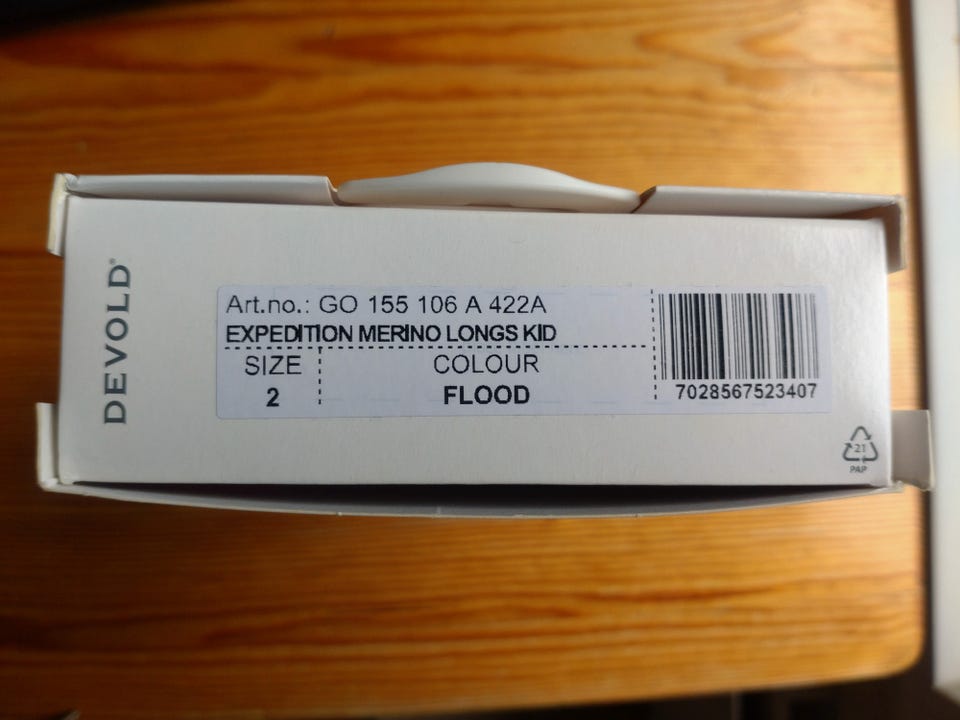 DEVOLD®
Art.no.: GO 155 106 A 422A
EXPEDITION MERINO LONGS KID
SIZE
2
COLOUR
FLOOD
7028567523407
21
PAP